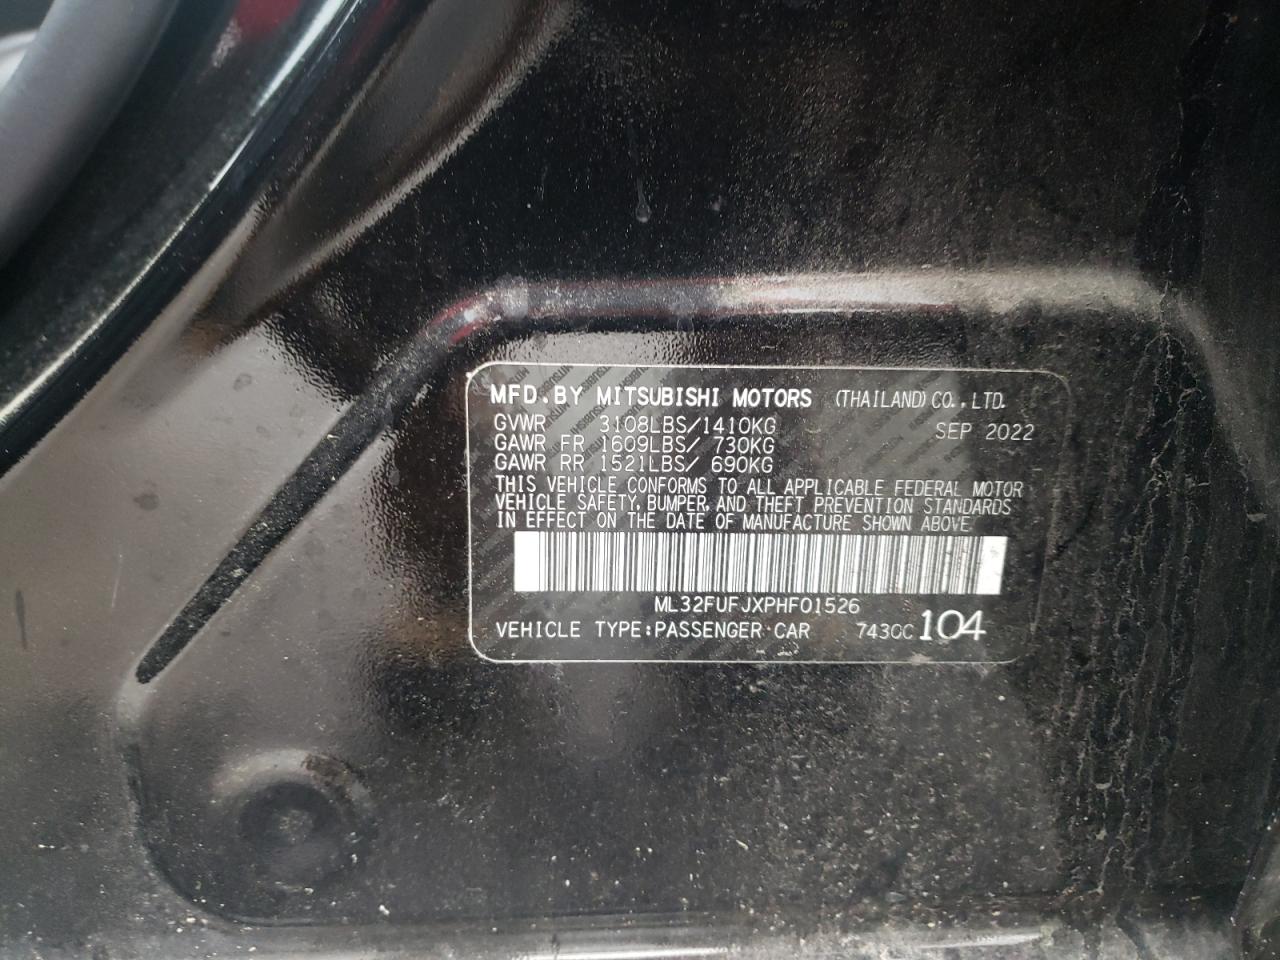 MFD.BY MITSUBISHI MOTORS (THAILAND) CO., LTD.
GVWR 3108LBS/1410KG SEP 2022
GAWR FR 1609LBS/ 730KG
GAWR RR 1521LBS/ 690KG
THIS VEHICLE CONFORMS TO ALL APPLICABLE FEDERAL MOTOR
VEHICLE SAFETY, BUMPER, AND THEFT PREVENTION STANDARDS
IN EFFECT ON THE DATE OF MANUFACTURE SHOWN ABOVE.
ML32FUFJXPHF01526
VEHICLE TYPE:PASSENGER CAR 7430C 104